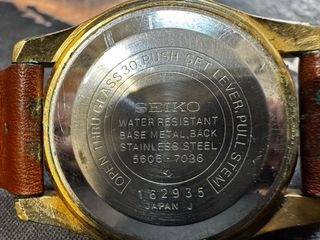 OPEN THRU GLASS 30, PUSH SET LEVER, PULL STEM
SEIKO
WATER RESISTANT
BASE METAL, BACK
STAINLESS STEEL
5606-7036
162935
JAPAN J